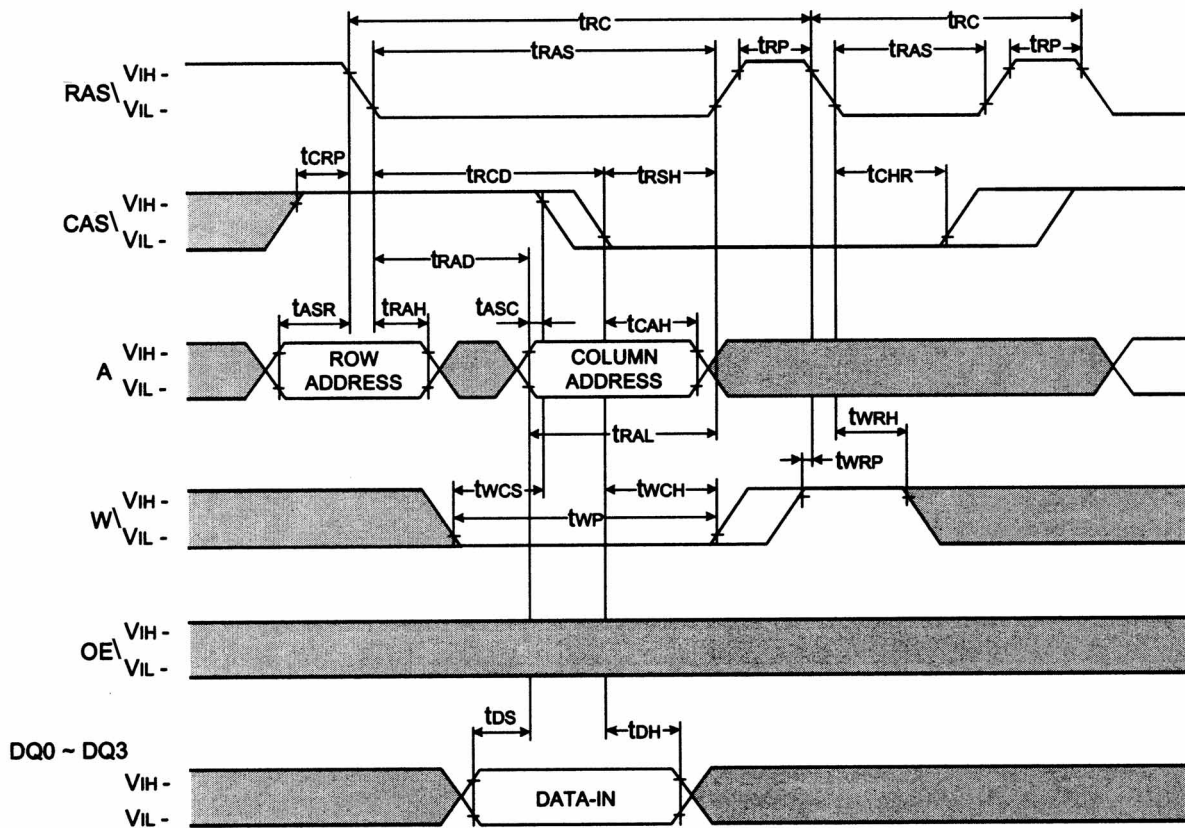 tRC tRC
tRAS tRP tRAS tRP
RAS\ VIH -
VIL -
tCRP tRCD tRSH tCHR
CAS\ VIH -
VIL -
tRAD
tASR tRAH tASC tCAH
A VIH -
VIL -
ROW
ADDRESS
COLUMN
ADDRESS
tRAL tWRH
tWRP
tWCS tWCH
W\ VIH -
VIL -
tWP
OE\ VIH -
VIL -
tDS tDH
DQ0 ~ DQ3
VIH -
VIL -
DATA-IN